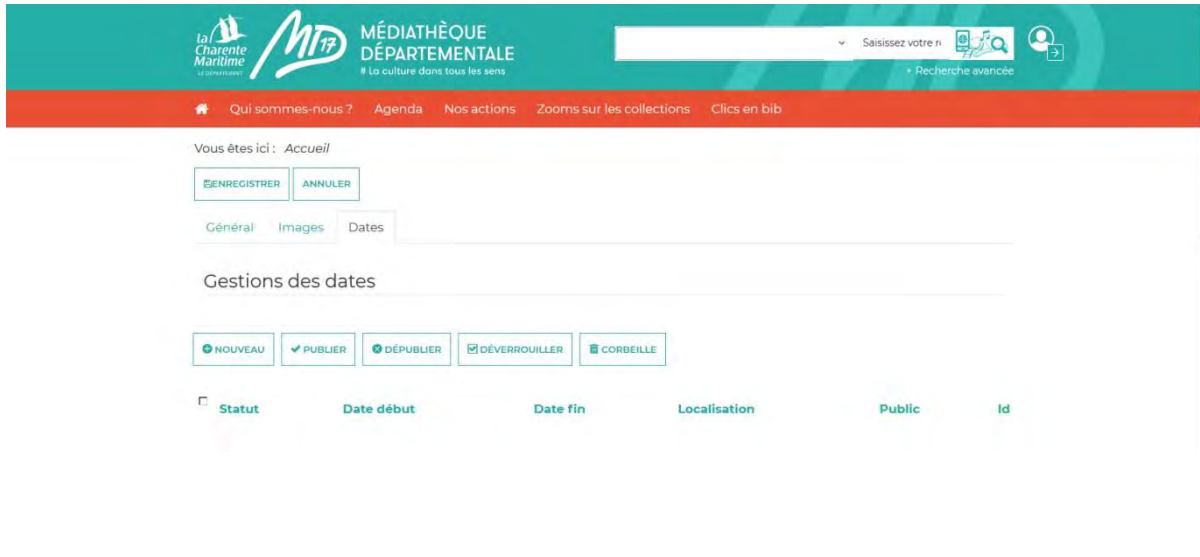 la
Charente
Maritime
LE DÉPARTEMENT
MD17
MÉDIATHÈQUE
DÉPARTEMENTALE
# La culture dans tous les sens
Saisissez votre r
Recherche avancée
Qui sommes-nous ? Agenda Nos actions Zooms sur les collections Clics en bib
Vous êtes ici : Accueil
ENREGISTRER ANNULER
Général Images Dates
Gestions des dates
NOUVEAU PUBLIER DÉPUBLIER DÉVERROUILLER CORBEILLE
Statut Date début Date fin Localisation Public Id